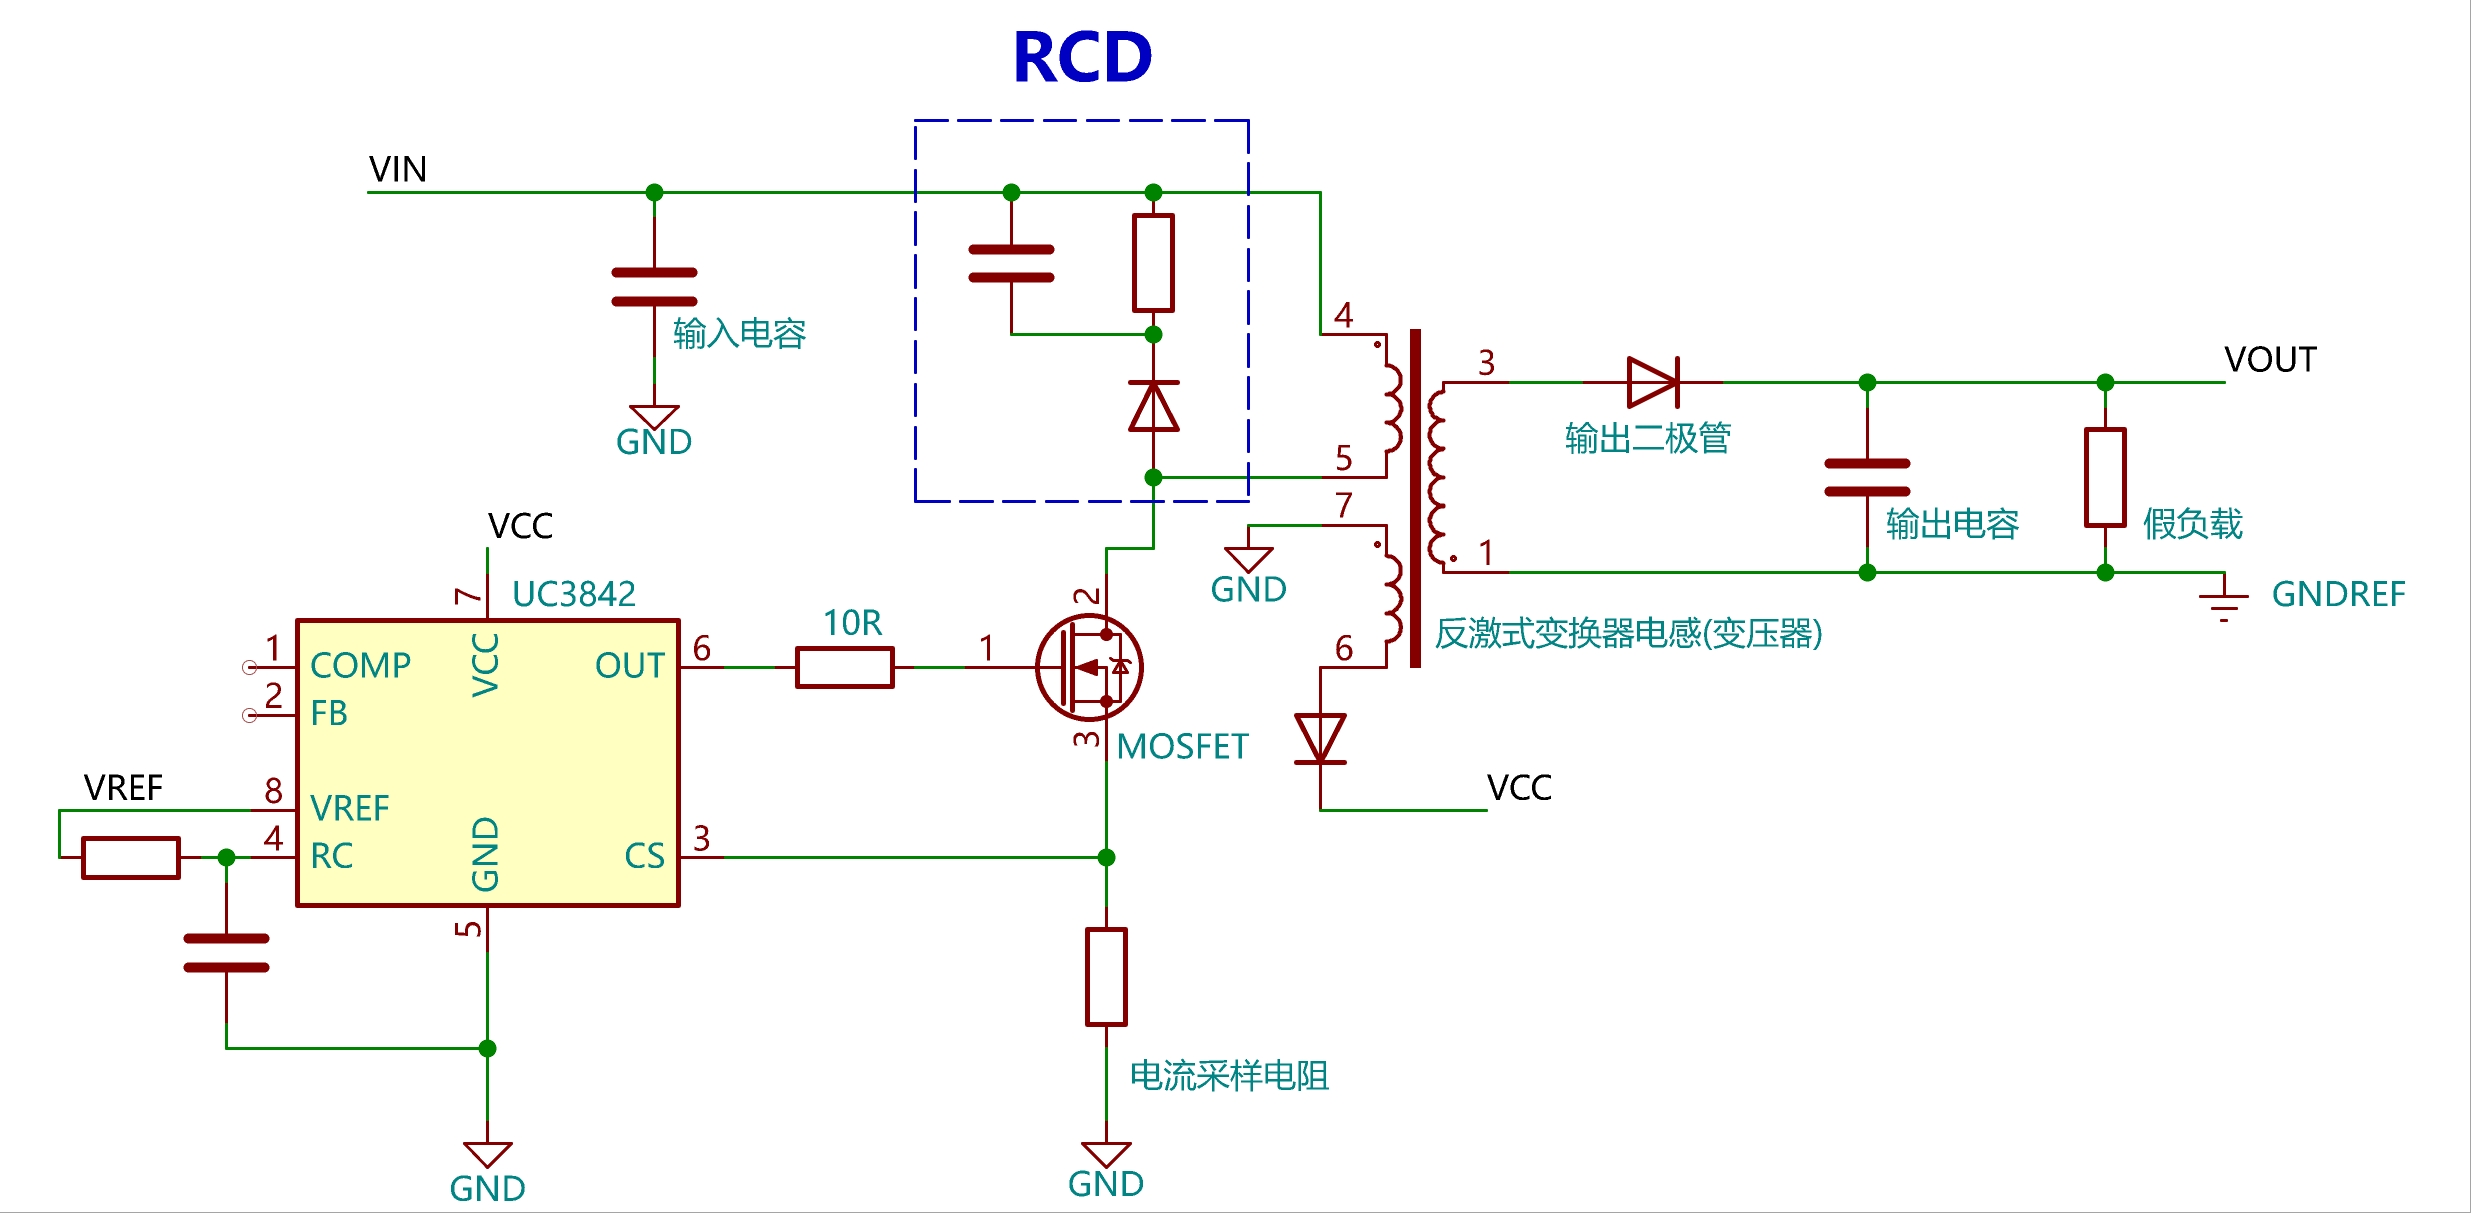 RCD
VIN
输入电容
GND
4
5
7
6
3
1
输出二极管
VOUT
输出电容
假负载
GNDREF
GND
反激式变换器电感(变压器)
VCC
VCC
7
UC3842
1
COMP
2
FB
VCC
OUT
6
10R
1
2
3
MOSFET
VREF
8
VREF
4
RC
GND
CS
3
5
电流采样电阻
GND
GND